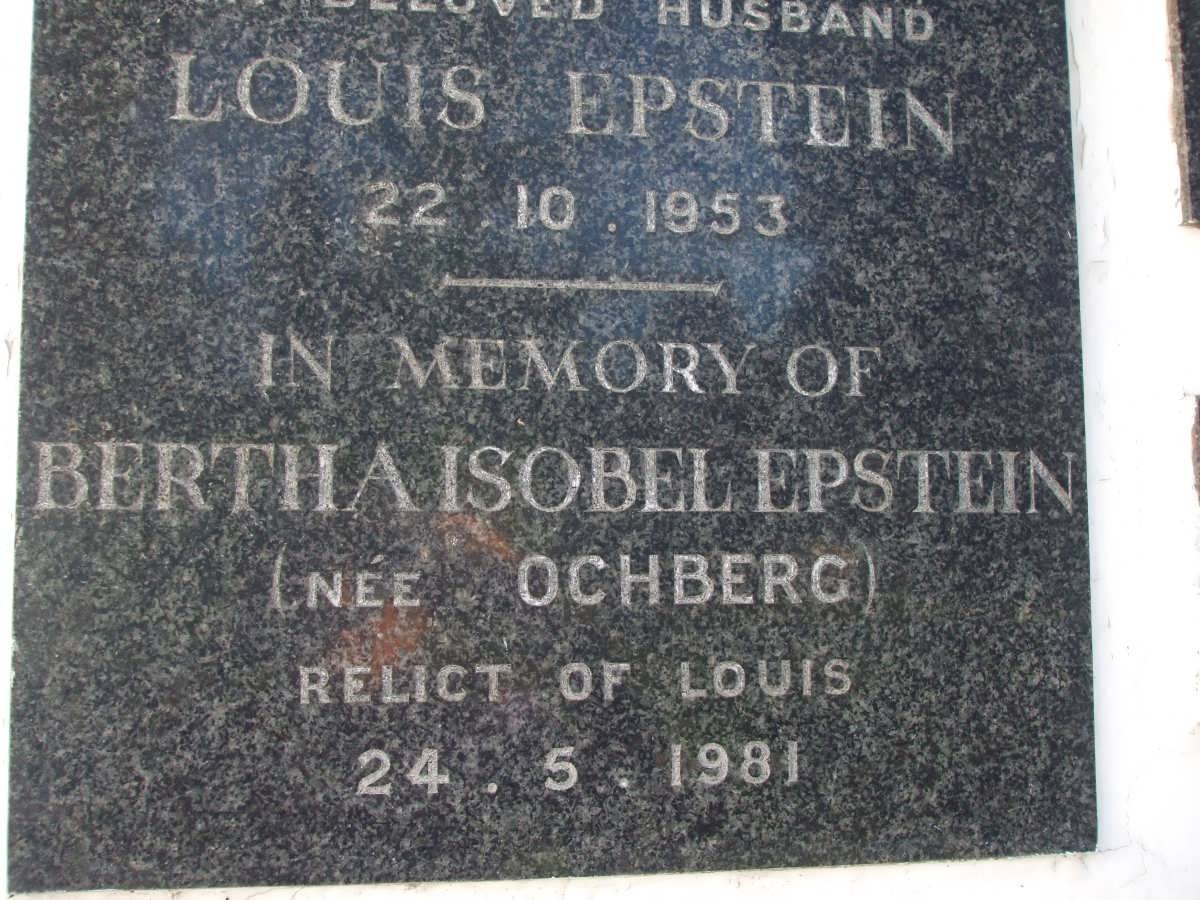 BELOVED HUSBAND
LOUIS EPSTEIN
22 . 10 . 1953
IN MEMORY OF
BERTHA ISOBEL EPSTEIN
(NÉE OCHBERG)
RELICT OF LOUIS
24 . 5 . 1981